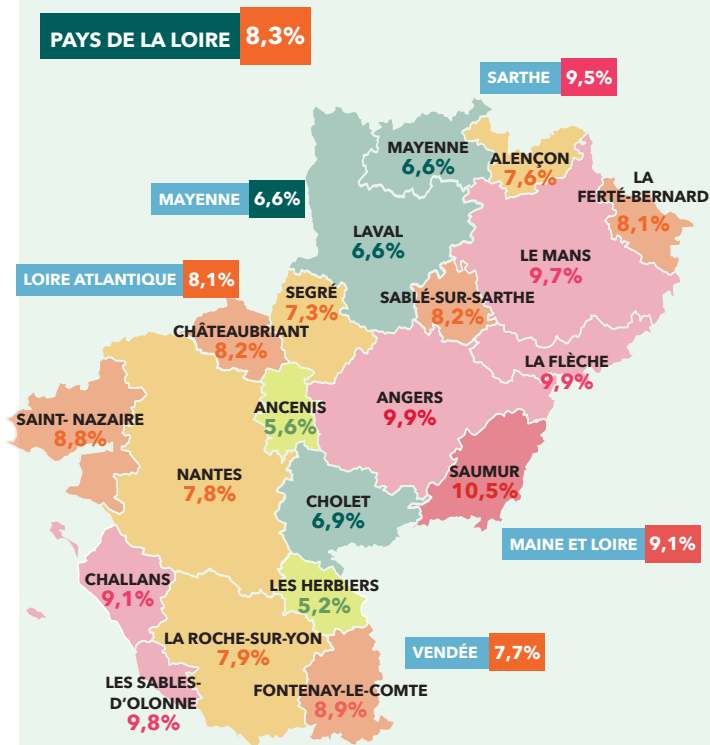 PAYS DE LA LOIRE 8,3%
SARTHE 9,5%
MAYENNE
6,6%
ALENÇON
7,6%
LA
FERTÉ-BERNARD
8,1%
MAYENNE 6,6%
LAVAL
6,6%
LE MANS
9,7%
LOIRE ATLANTIQUE 8,1%
SEGRÉ
7,3%
SABLÉ-SUR-SARTHE
8,2%
CHÂTEAUBRIANT
8,2%
LA FLÈCHE
9,9%
ANCENIS
5,6%
ANGERS
9,9%
SAINT- NAZAIRE
8,8%
NANTES
7,8%
SAUMUR
10,5%
CHOLET
6,9%
MAINE ET LOIRE 9,1%
CHALLANS
9,1%
LES HERBIERS
5,2%
LA ROCHE-SUR-YON
7,9%
VENDÉE 7,7%
LES SABLES-
D'OLONNE
9,8%
FONTENAY-LE-COMTE
8,9%